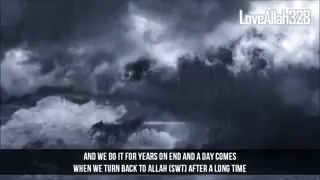 LoveAllah328
AND WE DO IT FOR YEARS ON END AND A DAY COMES
WHEN WE TURN BACK TO ALLAH (SWT) AFTER A LONG TIME